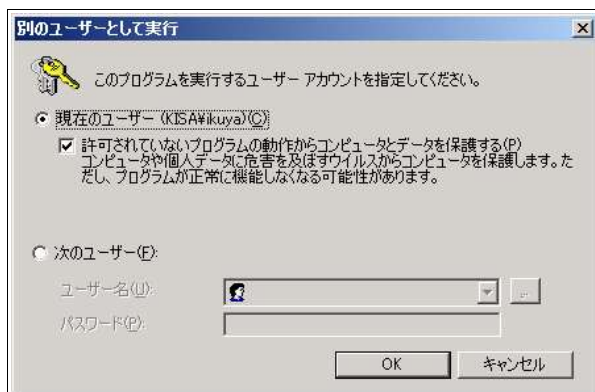 別のユーザーとして実行
このプログラムを実行するユーザー アカウントを指定してください。
現在のユーザー (KISA¥ikuya)(C)
許可されていないプログラムの動作からコンピュータとデータを保護する(P)
コンピュータや個人データに危害を及ぼすウイルスからコンピュータを保護します。た
だし、プログラムが正常に機能しなくなる可能性があります。
次のユーザー(F):
ユーザー名(U):
...
パスワード(P):
OK
キャンセル